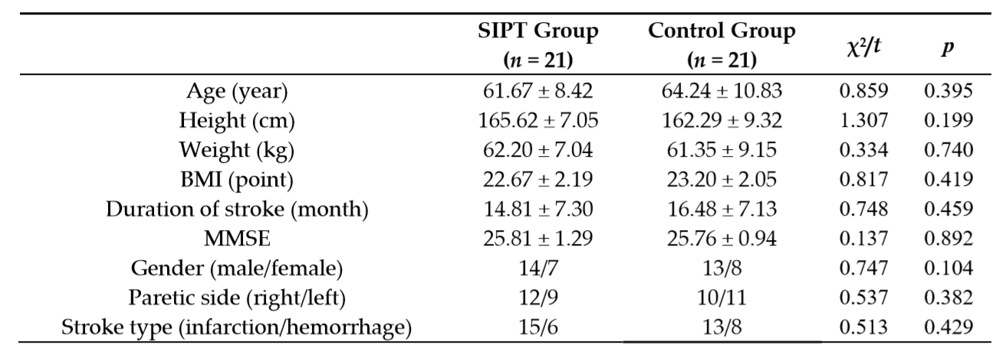 SIPT Group (n = 21) Control Group (n = 21) χ²/t p
Age (year) 61.67 ± 8.42 64.24 ± 10.83 0.859 0.395
Height (cm) 165.62 ± 7.05 162.29 ± 9.32 1.307 0.199
Weight (kg) 62.20 ± 7.04 61.35 ± 9.15 0.334 0.740
BMI (point) 22.67 ± 2.19 23.20 ± 2.05 0.817 0.419
Duration of stroke (month) 14.81 ± 7.30 16.48 ± 7.13 0.748 0.459
MMSE 25.81 ± 1.29 25.76 ± 0.94 0.137 0.892
Gender (male/female) 14/7 13/8 0.747 0.104
Paretic side (right/left) 12/9 10/11 0.537 0.382
Stroke type (infarction/hemorrhage) 15/6 13/8 0.513 0.429